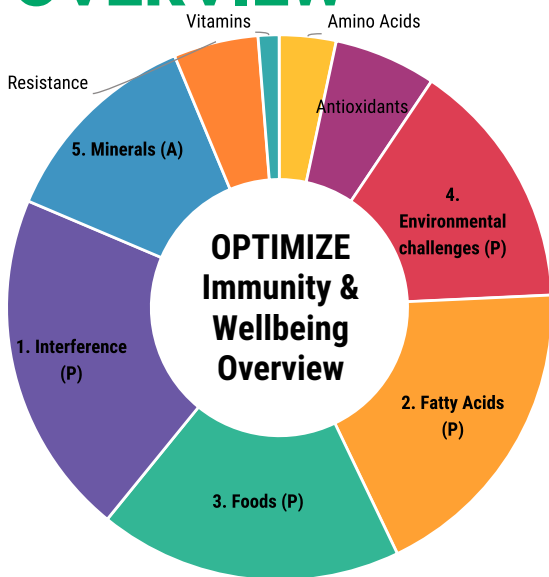 OVERVIEW
Vitamins
Amino Acids
Resistance
Antioxidants
5. Minerals (A)
4.
Environmental
challenges (P)
OPTIMIZE
Immunity &
Wellbeing
Overview
1. Interference
(P)
2. Fatty Acids
(P)
3. Foods (P)